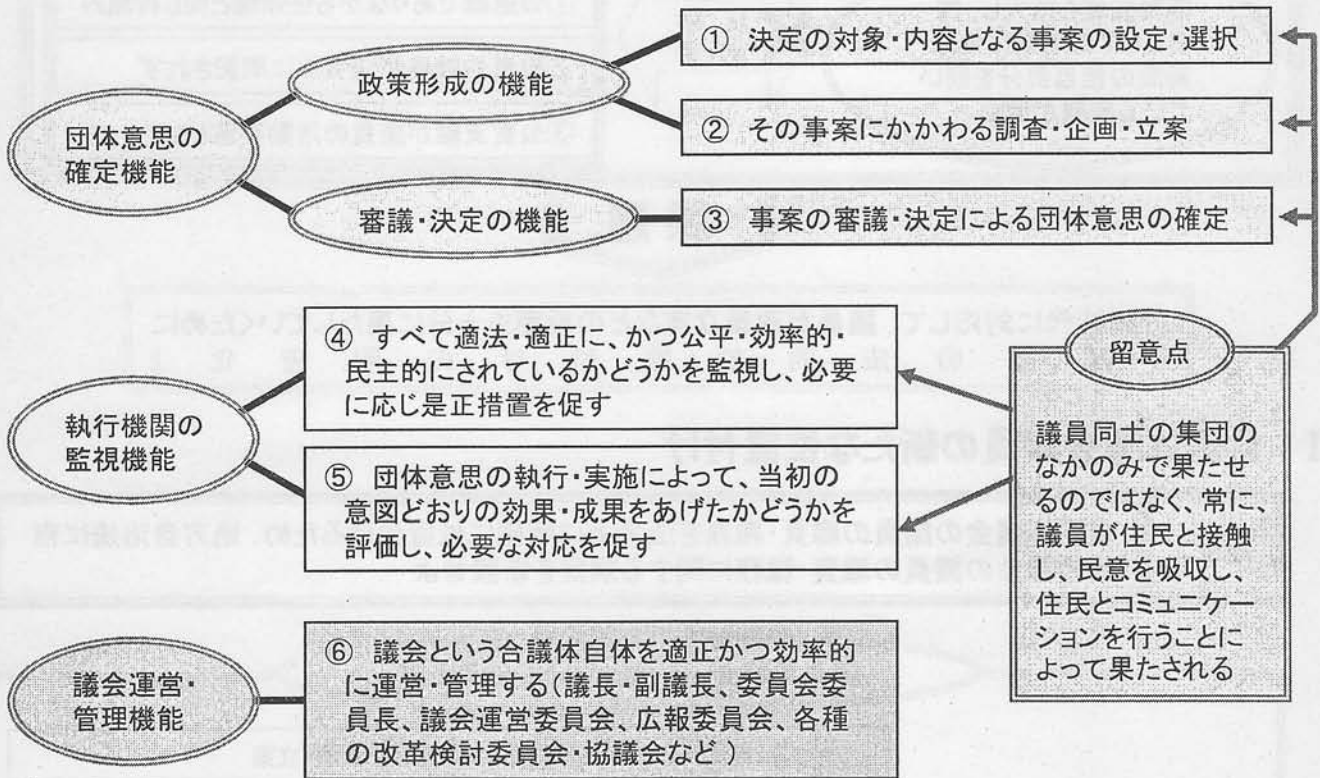 ① 決定の対象・内容となる事案の設定・選択
政策形成の機能
② その事案にかかわる調査・企画・立案
団体意思の
確定機能
審議・決定の機能
③ 事案の審議・決定による団体意思の確定
④ すべて適法・適正に、かつ公平・効率的・
民主的にされているかどうかを監視し、必要
に応じ是正措置を促す
執行機関の
監視機能
⑤ 団体意思の執行・実施によって、当初の
意図どおりの効果・成果をあげたかどうかを
評価し、必要な対応を促す
議会運営・
管理機能
⑥ 議会という合議体自体を適正かつ効率的
に運営・管理する(議長・副議長、委員会委
員長、議会運営委員会、広報委員会、各種
の改革検討委員会・協議会など)
留意点
議員同士の集団の
なかのみで果たせ
るのではなく、常に、
議員が住民と接触
し、民意を吸収し、
住民とコミュニケー
ションを行うことに
よって果たされる